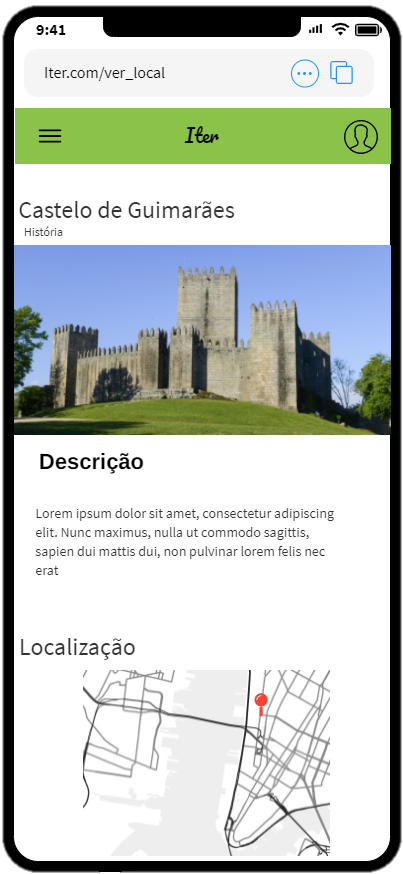 9:41
Iter.com/ver_local
Iter
Castelo de Guimarães
História
Descrição
Lorem ipsum dolor sit amet, consectetur adipiscing
elit. Nunc maximus, nulla ut commodo sagittis,
sapien dui mattis dui, non pulvinar lorem felis nec
erat
Localização